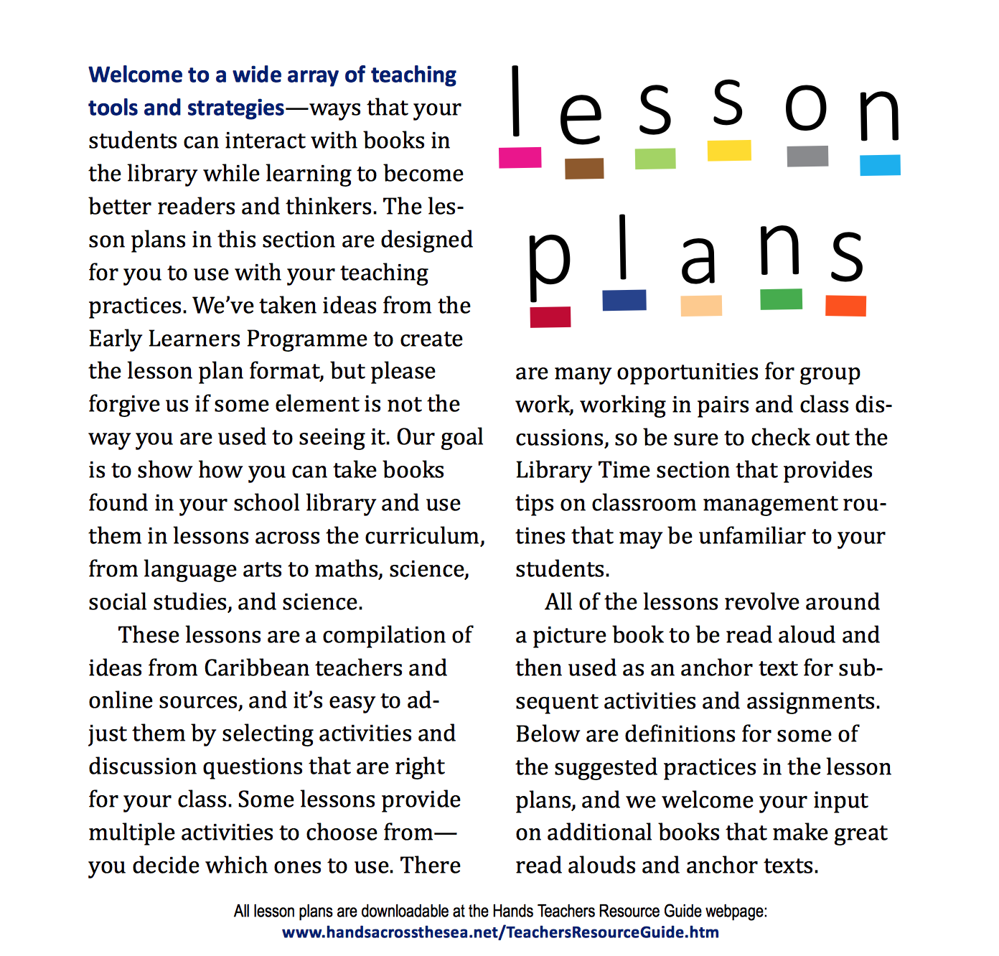 lesson
plans
Welcome to a wide array of teaching
tools and strategies—ways that your
students can interact with books in
the library while learning to become
better readers and thinkers. The les-
son plans in this section are designed
for you to use with your teaching
practices. We’ve taken ideas from the
Early Learners Programme to create
the lesson plan format, but please
forgive us if some element is not the
way you are used to seeing it. Our goal
is to show how you can take books
found in your school library and use
them in lessons across the curriculum,
from language arts to maths, science,
social studies, and science.
These lessons are a compilation of
ideas from Caribbean teachers and
online sources, and it’s easy to ad-
just them by selecting activities and
discussion questions that are right
for your class. Some lessons provide
multiple activities to choose from—
you decide which ones to use. There
are many opportunities for group
work, working in pairs and class dis-
cussions, so be sure to check out the
Library Time section that provides
tips on classroom management rou-
tines that may be unfamiliar to your
students.
All of the lessons revolve around
a picture book to be read aloud and
then used as an anchor text for sub-
sequent activities and assignments.
Below are definitions for some of
the suggested practices in the lesson
plans, and we welcome your input
on additional books that make great
read alouds and anchor texts.
All lesson plans are downloadable at the Hands Teachers Resource Guide webpage:
www.handsacrossthesea.net/TeachersResourceGuide.htm